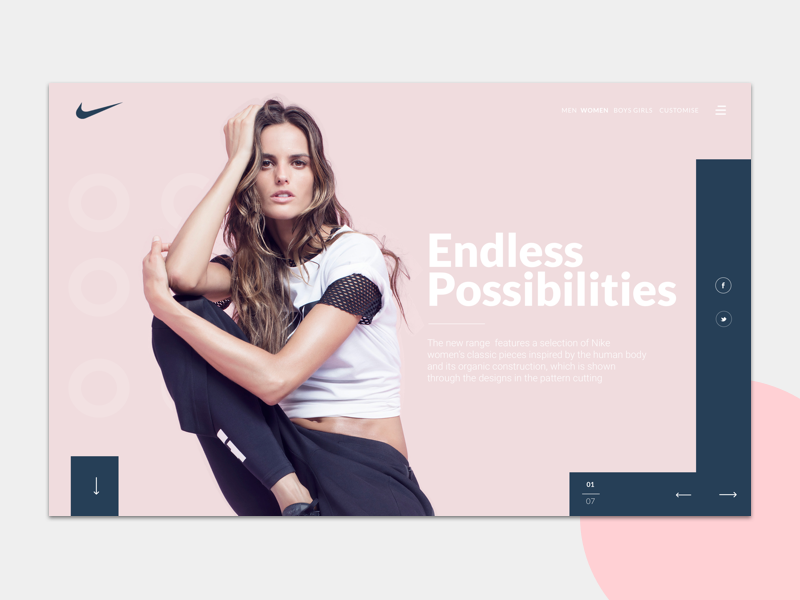 MEN WOMEN BOYS GIRLS CUSTOMISE
Endless
Possibilities
The new range features a selection of Nike
women's classic pieces inspired by the human body
and its organic construction, which is shown
through the designs in the pattern cutting.
01
07